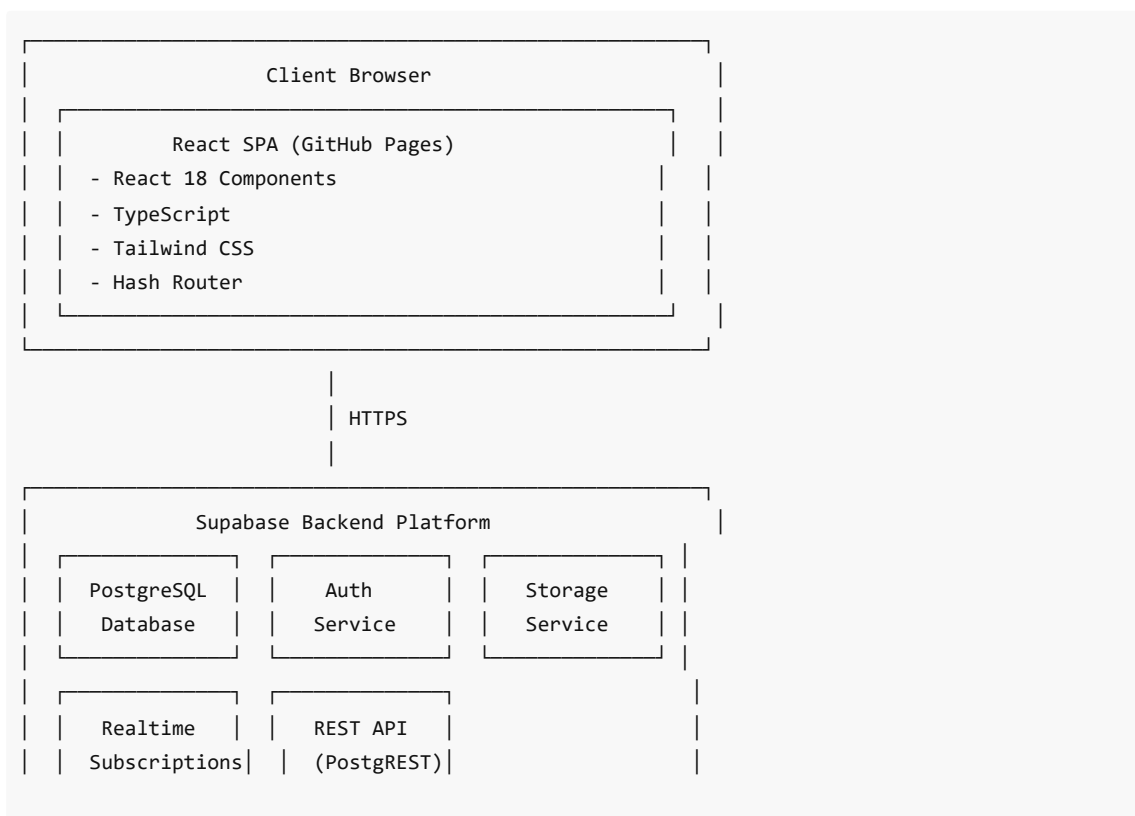 Client Browser
React SPA (GitHub Pages)
- React 18 Components
- TypeScript
- Tailwind CSS
- Hash Router
HTTPS
Supabase Backend Platform
PostgreSQL Auth Storage
Database Service Service
Realtime REST API
Subscriptions (PostgREST)